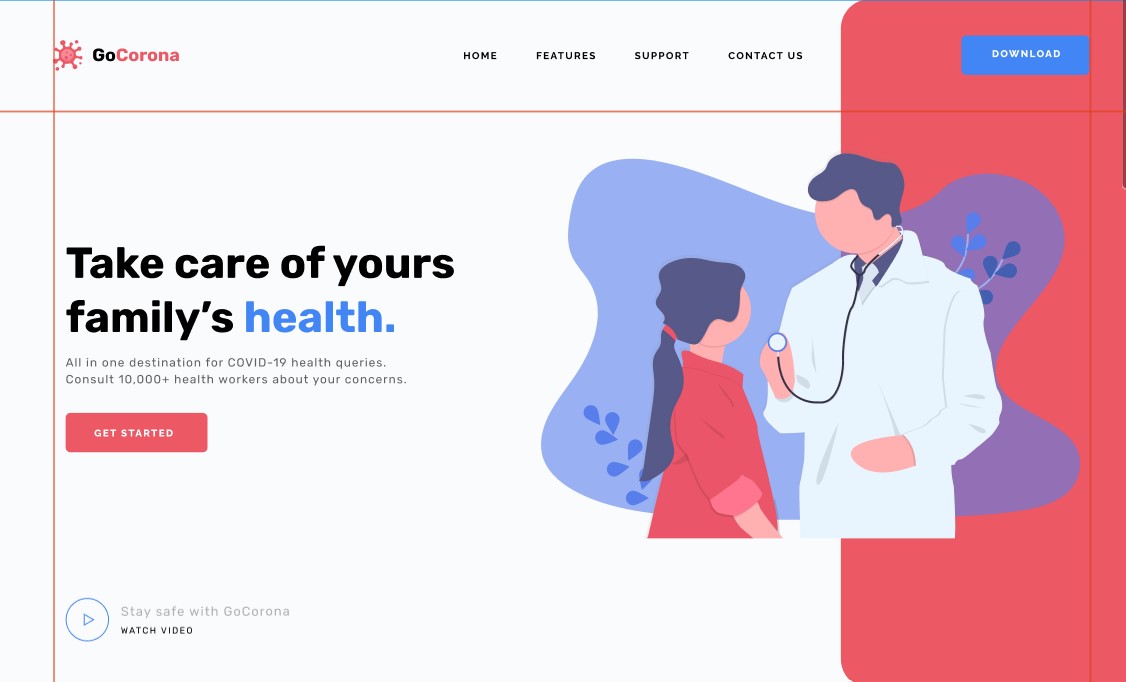 GoCorona
HOME FEATURES SUPPORT CONTACT US
DOWNLOAD
Take care of yours
family’s health.
All in one destination for COVID-19 health queries.
Consult 10,000+ health workers about your concerns.
GET STARTED
Stay safe with GoCorona
WATCH VIDEO